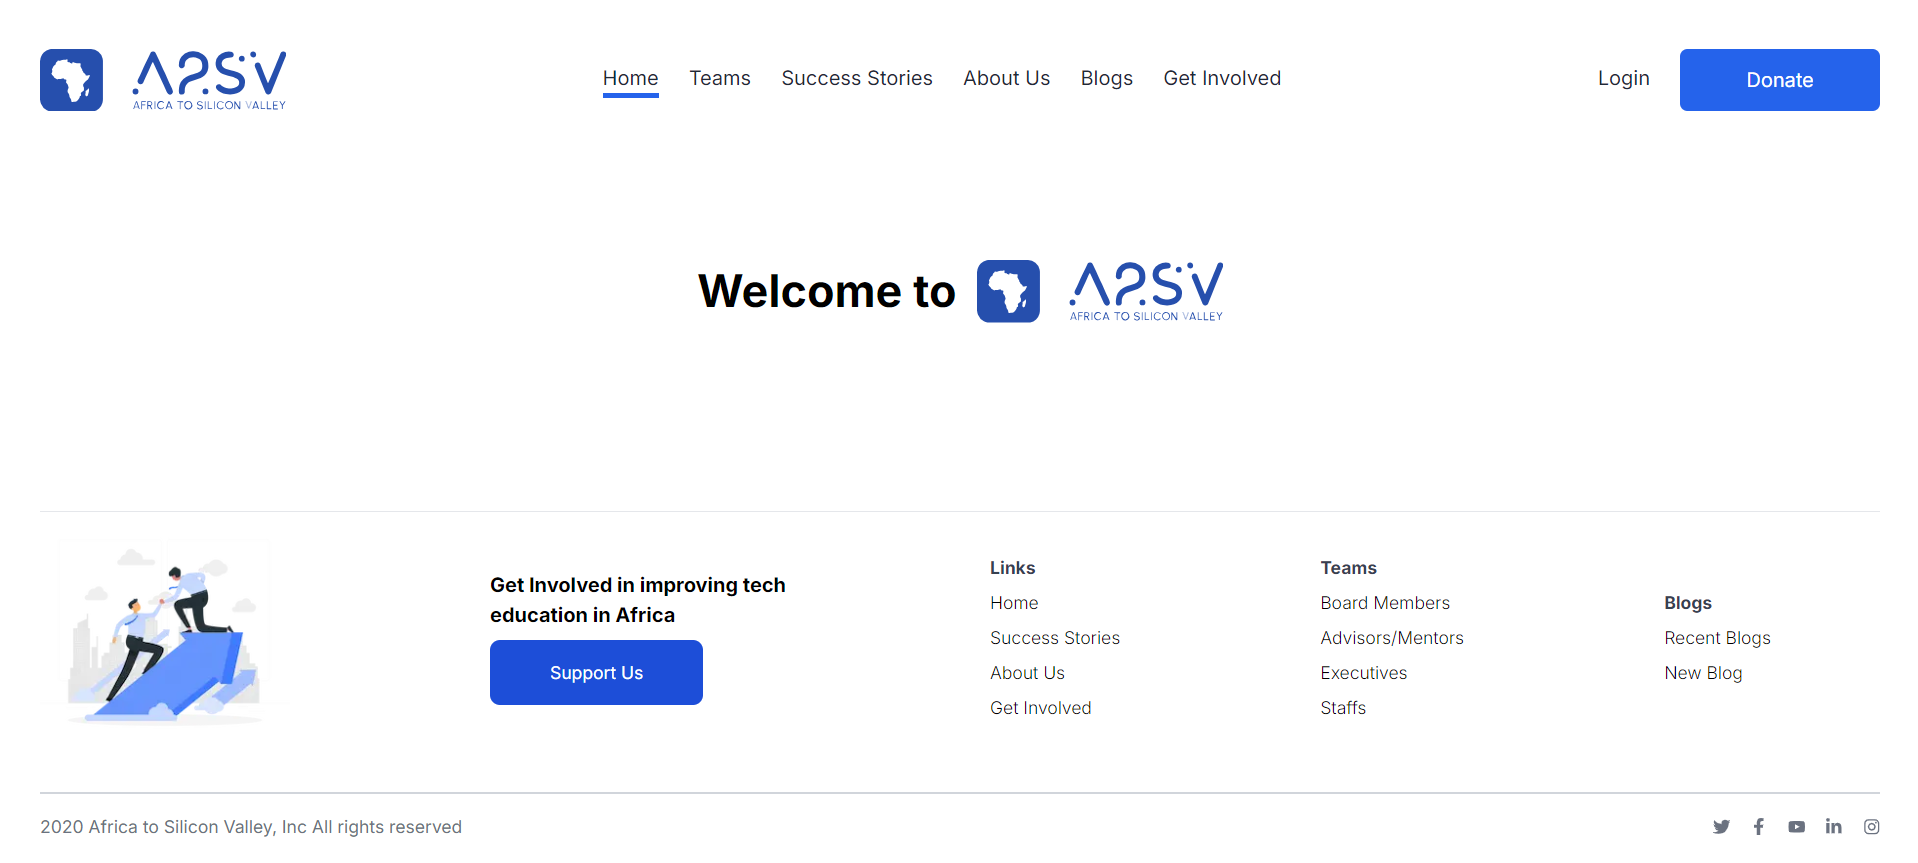 A2SV
AFRICA TO SILICON VALLEY
Home Teams Success Stories About Us Blogs Get Involved
Login Donate
Welcome to A2SV
AFRICA TO SILICON VALLEY
Get Involved in improving tech
education in Africa
Support Us
Links
Home
Success Stories
About Us
Get Involved
Teams
Board Members
Advisors/Mentors
Executives
Staffs
Blogs
Recent Blogs
New Blog
2020 Africa to Silicon Valley, Inc All rights reserved